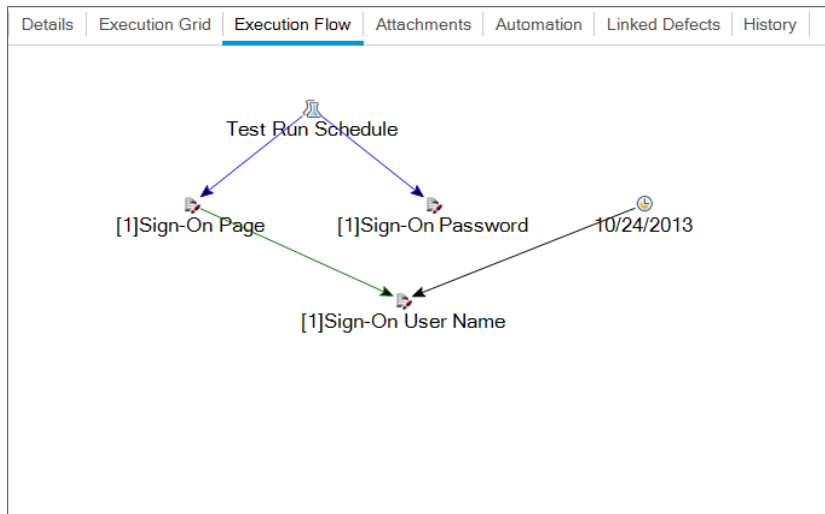 Details Execution Grid Execution Flow Attachments Automation Linked Defects History
Test Run Schedule
[1]Sign-On Page [1]Sign-On Password 10/24/2013
[1]Sign-On User Name